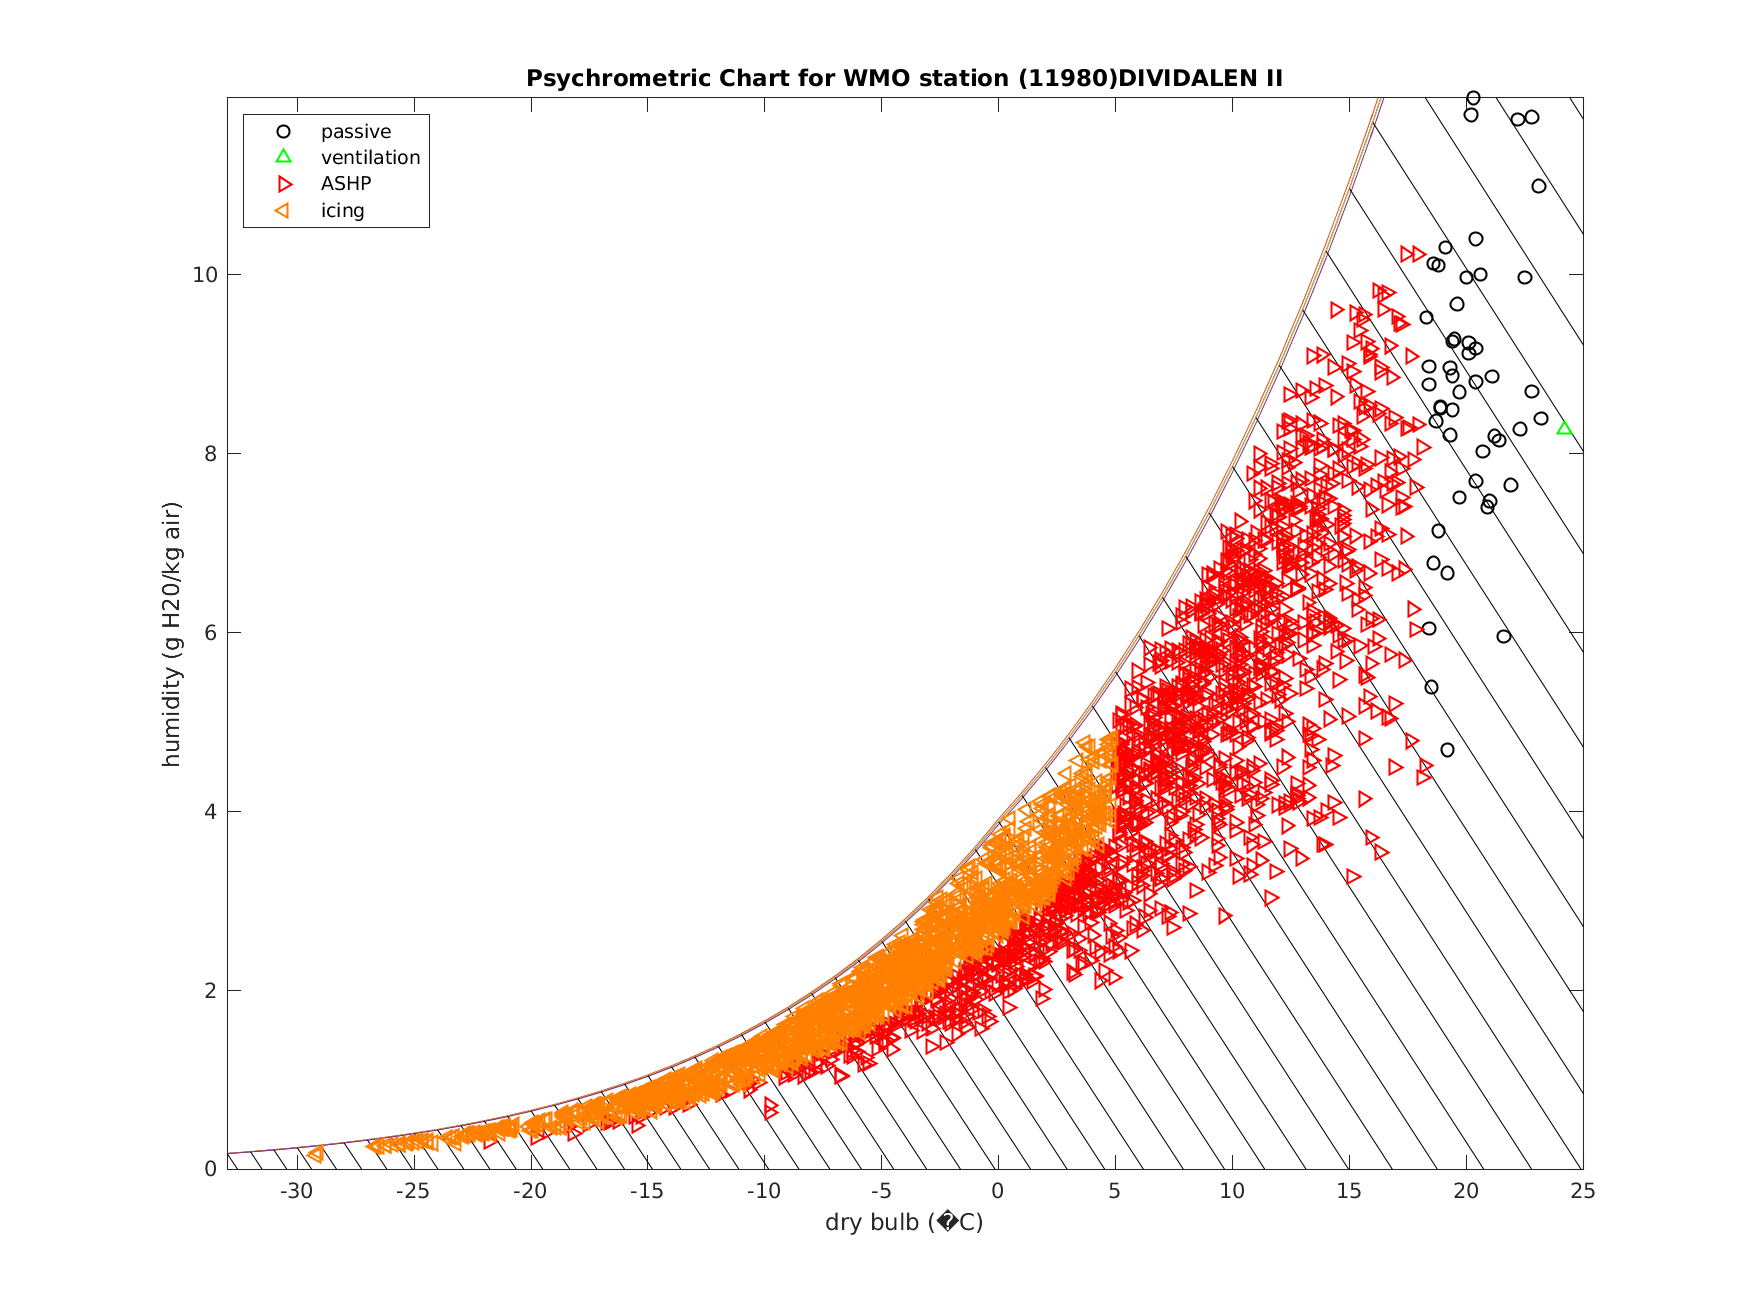 Psychrometric Chart for WMO station (11980)DIVIDALEN II
passive
ventilation
ASHP
icing
humidity (g H20/kg air)
10
8
6
4
2
0
-30 -25 -20 -15 -10 -5 0 5 10 15 20 25
dry bulb (�C)